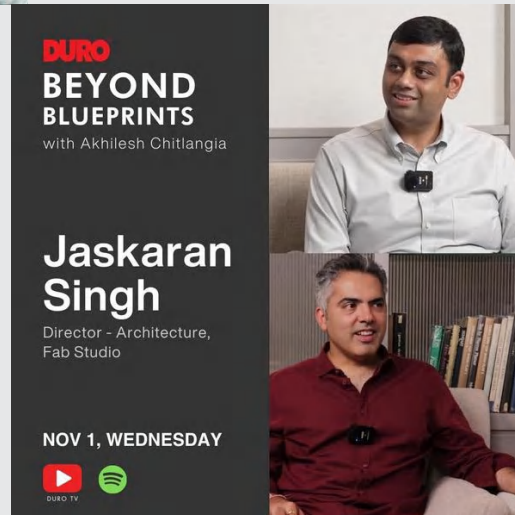 DURO
BEYOND
BLUEPRINTS
with Akhilesh Chitlangia
Jaskaran
Singh
Director - Architecture,
Fab Studio
NOV 1, WEDNESDAY
DURO TV